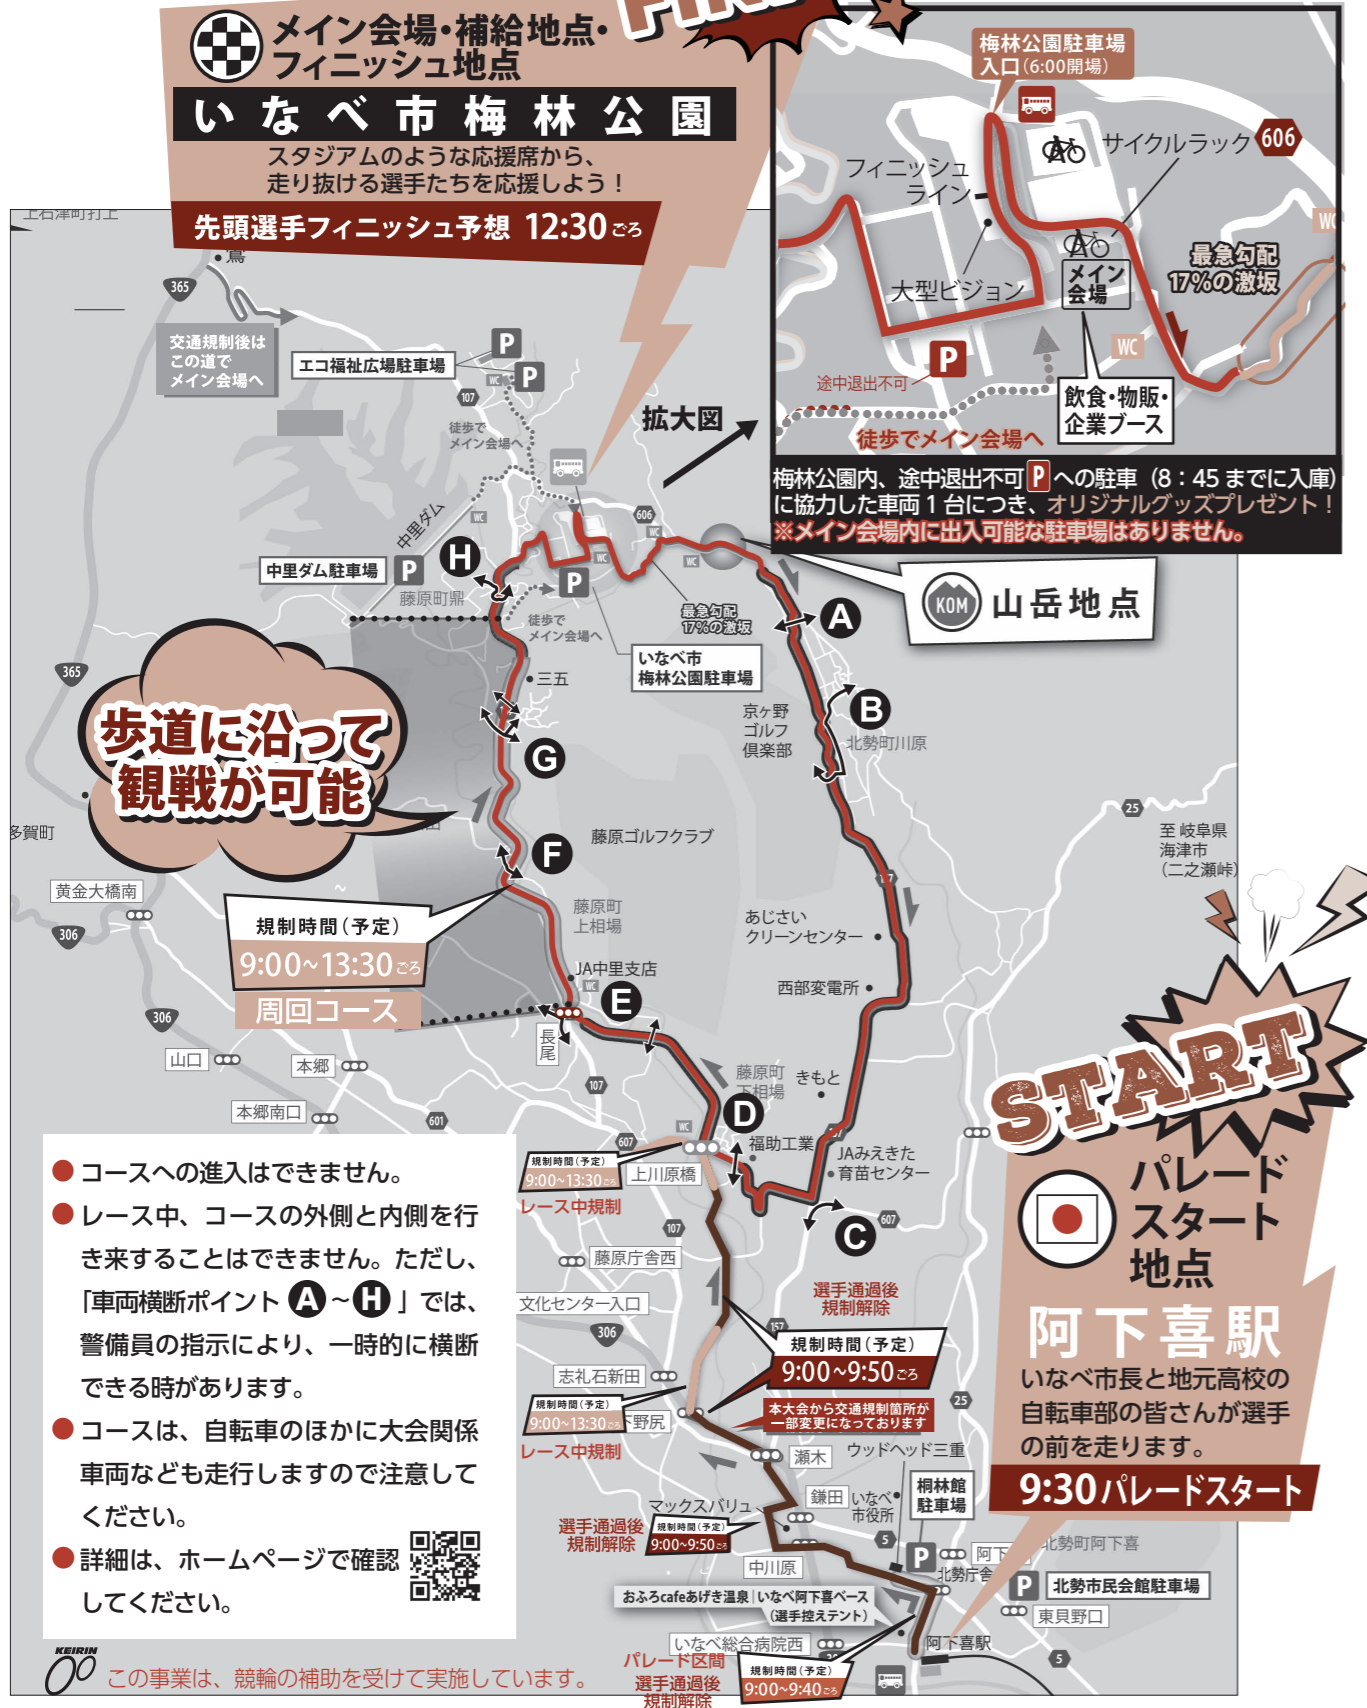 メイン会場・補給地点・
フィニッシュ地点
いなべ市梅林公園
スタジアムのような応援席から、
走り抜ける選手たちを応援しよう！
先頭選手フィニッシュ予想 12:30ごろ
梅林公園駐車場
入口(6:00開場)
サイクルラック
606
フィニッシュ
ライン
WC
大型ビジョン
メイン
会場
最急勾配
17%の激坂
P
WC
途中退出不可
飲食・物販・
企業ブース
徒歩でメイン会場へ
梅林公園内、途中退出不可 P への駐車（8：45 までに入庫）
に協力した車両 1 台につき、オリジナルグッズプレゼント！
※メイン会場内に出入可能な駐車場はありません。
上石津町打上
365
交通規制後は
この道で
メイン会場へ
エコ福祉広場駐車場
P
P
WC
107
徒歩で
メイン会場へ
拡大図
606
中里ダム
WC
WC
WC
中里ダム駐車場
P
H
藤原町鼎
P
徒歩で
メイン会場へ
最急勾配
17%の激坂
KOM 山岳地点
A
いなべ市
梅林公園駐車場
三五
365
歩道に沿って
観戦が可能
B
京ヶ野
ゴルフ
倶楽部
北勢町川原
G
25
至 岐阜県
海津市
（二之瀬峠）
多賀町
藤原ゴルフクラブ
F
黄金大橋南
306
規制時間（予定）
9:00~13:30ごろ
周回コース
藤原町
上相場
あじさい
クリーンセンター
JA中里支店
WC
E
西部変電所
長尾
306
山口
本郷
107
本郷南口
601
藤原町
下相場
きもと
D
WC
607
福助工業
JAみえきた
育苗センター
規制時間（予定）
9:00~13:30ごろ
上川原橋
レース中規制
C
607
107
藤原庁舎西
選手通過後
規制解除
文化センター入口
306
157
規制時間（予定）
9:00~9:50ごろ
志礼石新田
規制時間（予定）
9:00~13:30ごろ
下野尻
本大会から交通規制箇所が
一部変更になっております
レース中規制
25
瀬木
ウッドヘッド三重
鎌田
いなべ
市役所
桐林館
駐車場
マックスバリュ
選手通過後
規制解除
規制時間（予定）
9:00~9:50ごろ
5
中川原
P
北勢庁舎
北勢町阿下喜
P
北勢市民会館駐車場
おふろcafeあげき温泉｜いなべ阿下喜ベース
（選手控えテント）
東貝野口
いなべ総合病院西
阿下喜駅
5
パレード区間
選手通過後
規制解除
規制時間（予定）
9:00~9:40ごろ
START
パレード
スタート
地点
阿下喜駅
いなべ市長と地元高校の
自転車部の皆さんが選手
の前を走ります。
9:30パレードスタート
●コースへの進入はできません。
●レース中、コースの外側と内側を行
き来することはできません。ただし、
「車両横断ポイント A ～ H 」では、
警備員の指示により、一時的に横断
できる時があります。
●コースは、自転車のほかに大会関係
車両なども走行しますので注意して
ください。
●詳細は、ホームページで確認
してください。
KEIRIN
この事業は、競輪の補助を受けて実施しています。